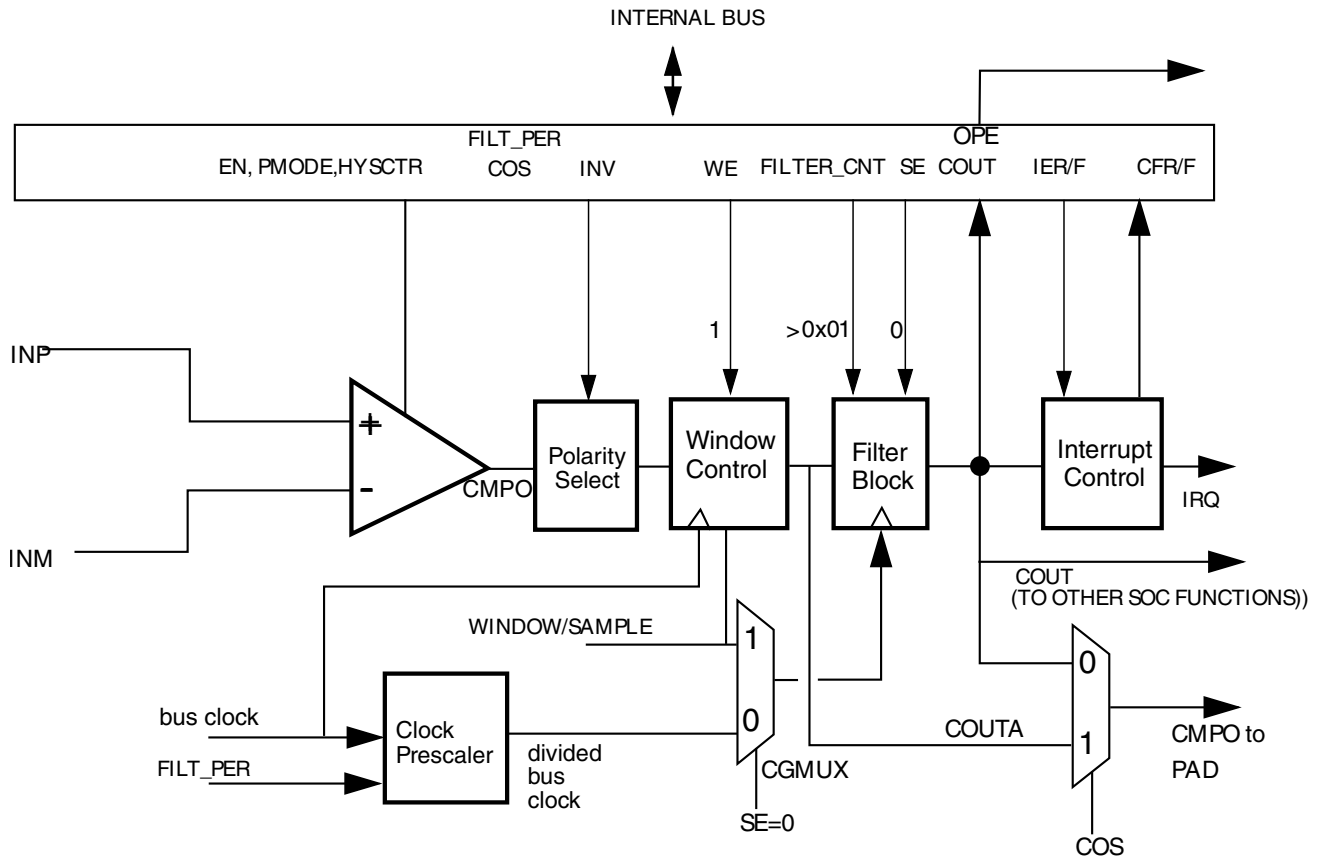 INTERNAL BUS
FILT_PER
OPE
EN, PMODE,HYSCTR
COS
INV
WE
FILTER_CNT
SE
COUT
IER/F
CFR/F
1
>0x01
0
INP
+
-
INM
CMPO
Polarity
Select
Window
Control
Filter
Block
Interrupt
Control
IRQ
COUT
(TO OTHER SOC FUNCTIONS))
WINDOW/SAMPLE
1
0
CGMUX
SE=0
bus clock
FILT_PER
Clock
Prescaler
divided
bus
clock
0
1
COUTA
CMPO to
PAD
COS